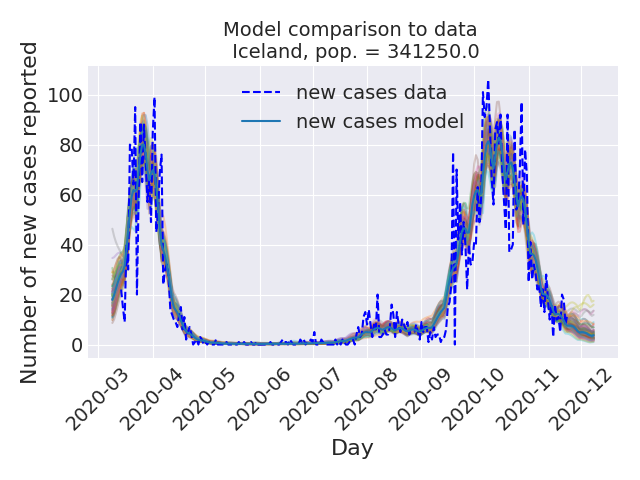 Model comparison to data
Iceland, pop. = 341250.0
Number of new cases reported
100
80
60
40
20
0
new cases data
new cases model
2020-03
2020-04
2020-05
2020-06
2020-07
2020-08
2020-09
2020-10
2020-11
2020-12
Day